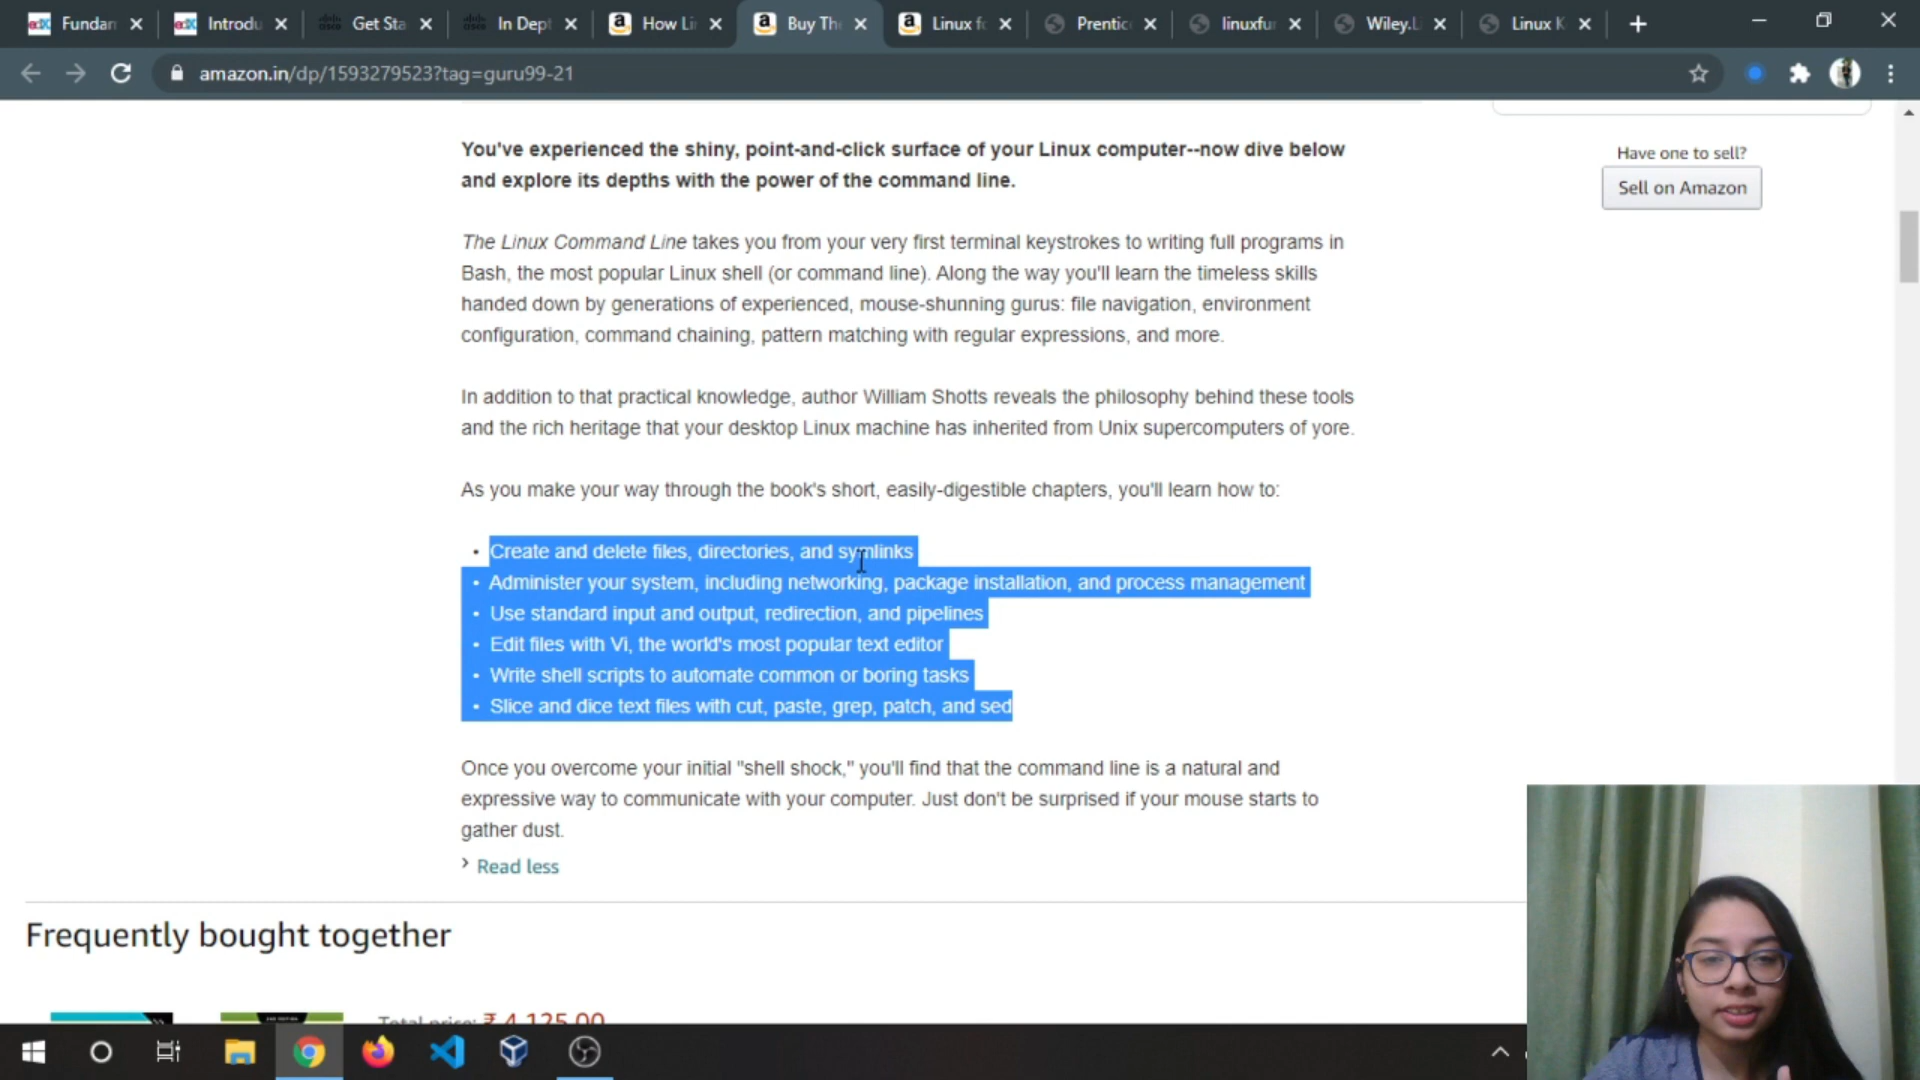 Fundan
Introdu
Get Sta
In Dept
How Li
Buy The
Linux fo
Prentic
linuxfur
Wiley.L
Linux K
amazon.in/dp/1593279523?tag=guru99-21
You've experienced the shiny, point-and-click surface of your Linux computer--now dive below
and explore its depths with the power of the command line.
The Linux Command Line takes you from your very first terminal keystrokes to writing full programs in
Bash, the most popular Linux shell (or command line). Along the way you'll learn the timeless skills
handed down by generations of experienced, mouse-shunning gurus: file navigation, environment
configuration, command chaining, pattern matching with regular expressions, and more.
In addition to that practical knowledge, author William Shotts reveals the philosophy behind these tools
and the rich heritage that your desktop Linux machine has inherited from Unix supercomputers of yore.
As you make your way through the book's short, easily-digestible chapters, you'll learn how to:
• Create and delete files, directories, and symlinks
• Administer your system, including networking, package installation, and process management
• Use standard input and output, redirection, and pipelines
• Edit files with Vi, the world's most popular text editor
• Write shell scripts to automate common or boring tasks
• Slice and dice text files with cut, paste, grep, patch, and sed
Once you overcome your initial "shell shock," you'll find that the command line is a natural and
expressive way to communicate with your computer. Just don't be surprised if your mouse starts to
gather dust.
Read less
Have one to sell?
Sell on Amazon
Frequently bought together
Total price: ₹ 4,125.00